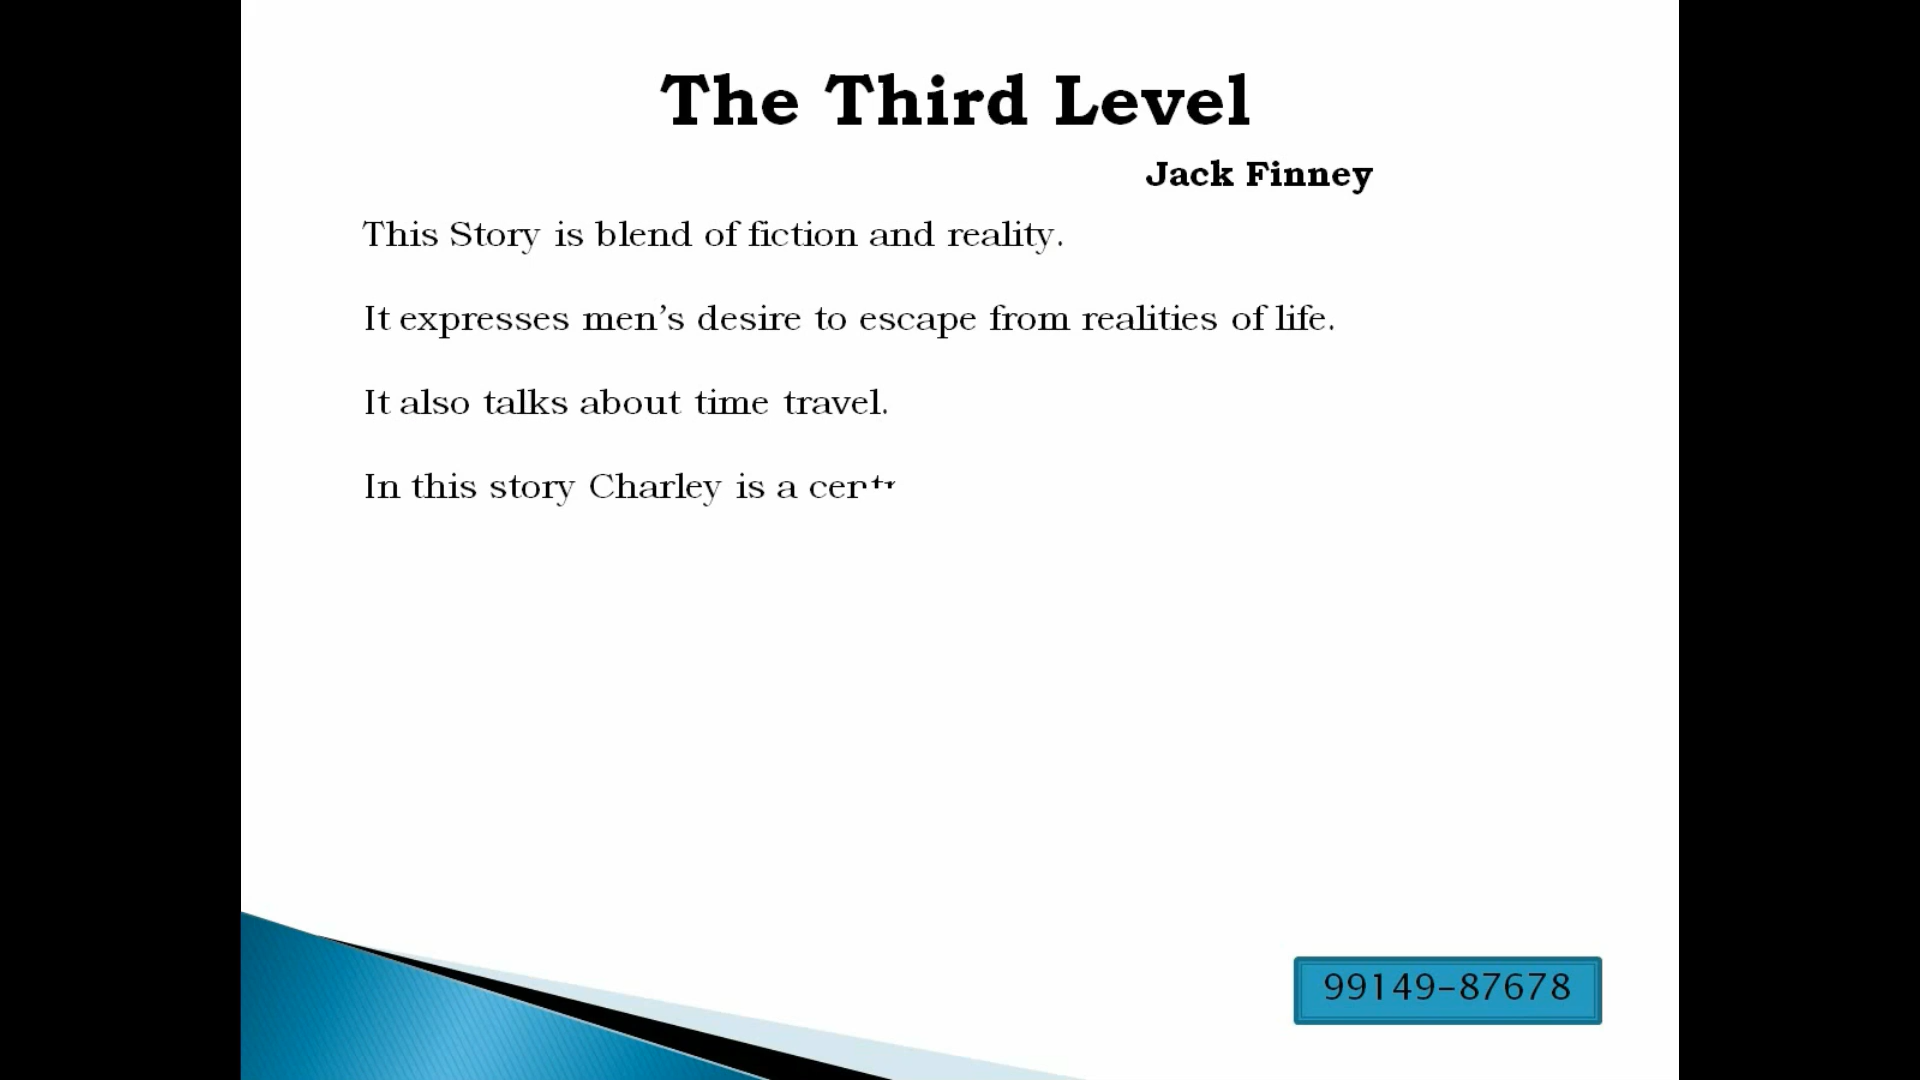 The Third Level
Jack Finney
This Story is blend of fiction and reality.
It expresses men’s desire to escape from realities of life.
It also talks about time travel.
In this story Charley is a
99149-87678